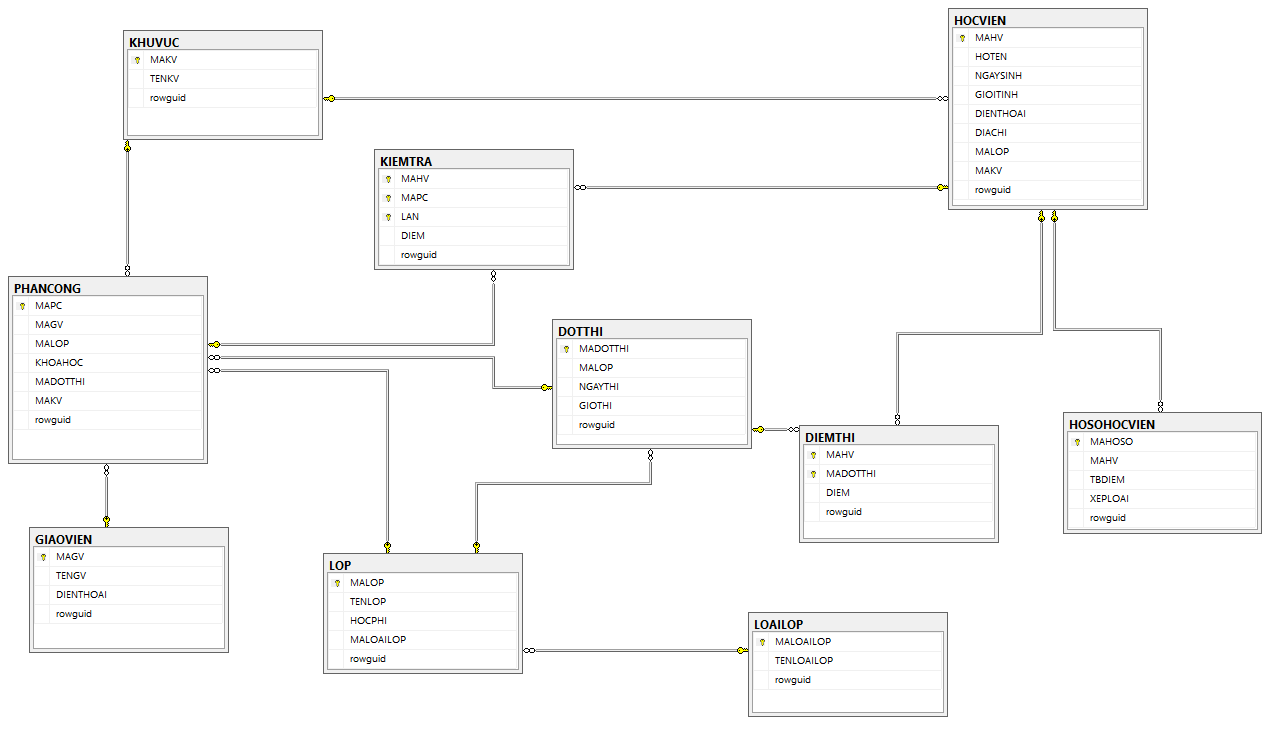 KHUVUC
MAKV
TENKV
rowguid
HOCVIEN
MAHV
HOTEN
NGAYSINH
GIOITINH
DIENTHOAI
DIACHI
MALOP
MAKV
rowguid
KIEMTRA
MAHV
MAPC
LAN
DIEM
rowguid
PHANCONG
MAPC
MAGV
MALOP
KHOAHOC
MADOTTHI
MAKV
rowguid
DOTTHI
MADOTTHI
MALOP
NGAYTHI
GIOTHI
rowguid
DIEMTHI
MAHV
MADOTTHI
DIEM
rowguid
HOSOHOCVIEN
MAHOSO
MAHV
TBDIEM
XEPLOAI
rowguid
GIAOVIEN
MAGV
TENGV
DIENTHOAI
rowguid
LOP
MALOP
TENLOP
HOCPHI
MALOAILOP
rowguid
LOAILOP
MALOAILOP
TENLOAILOP
rowguid